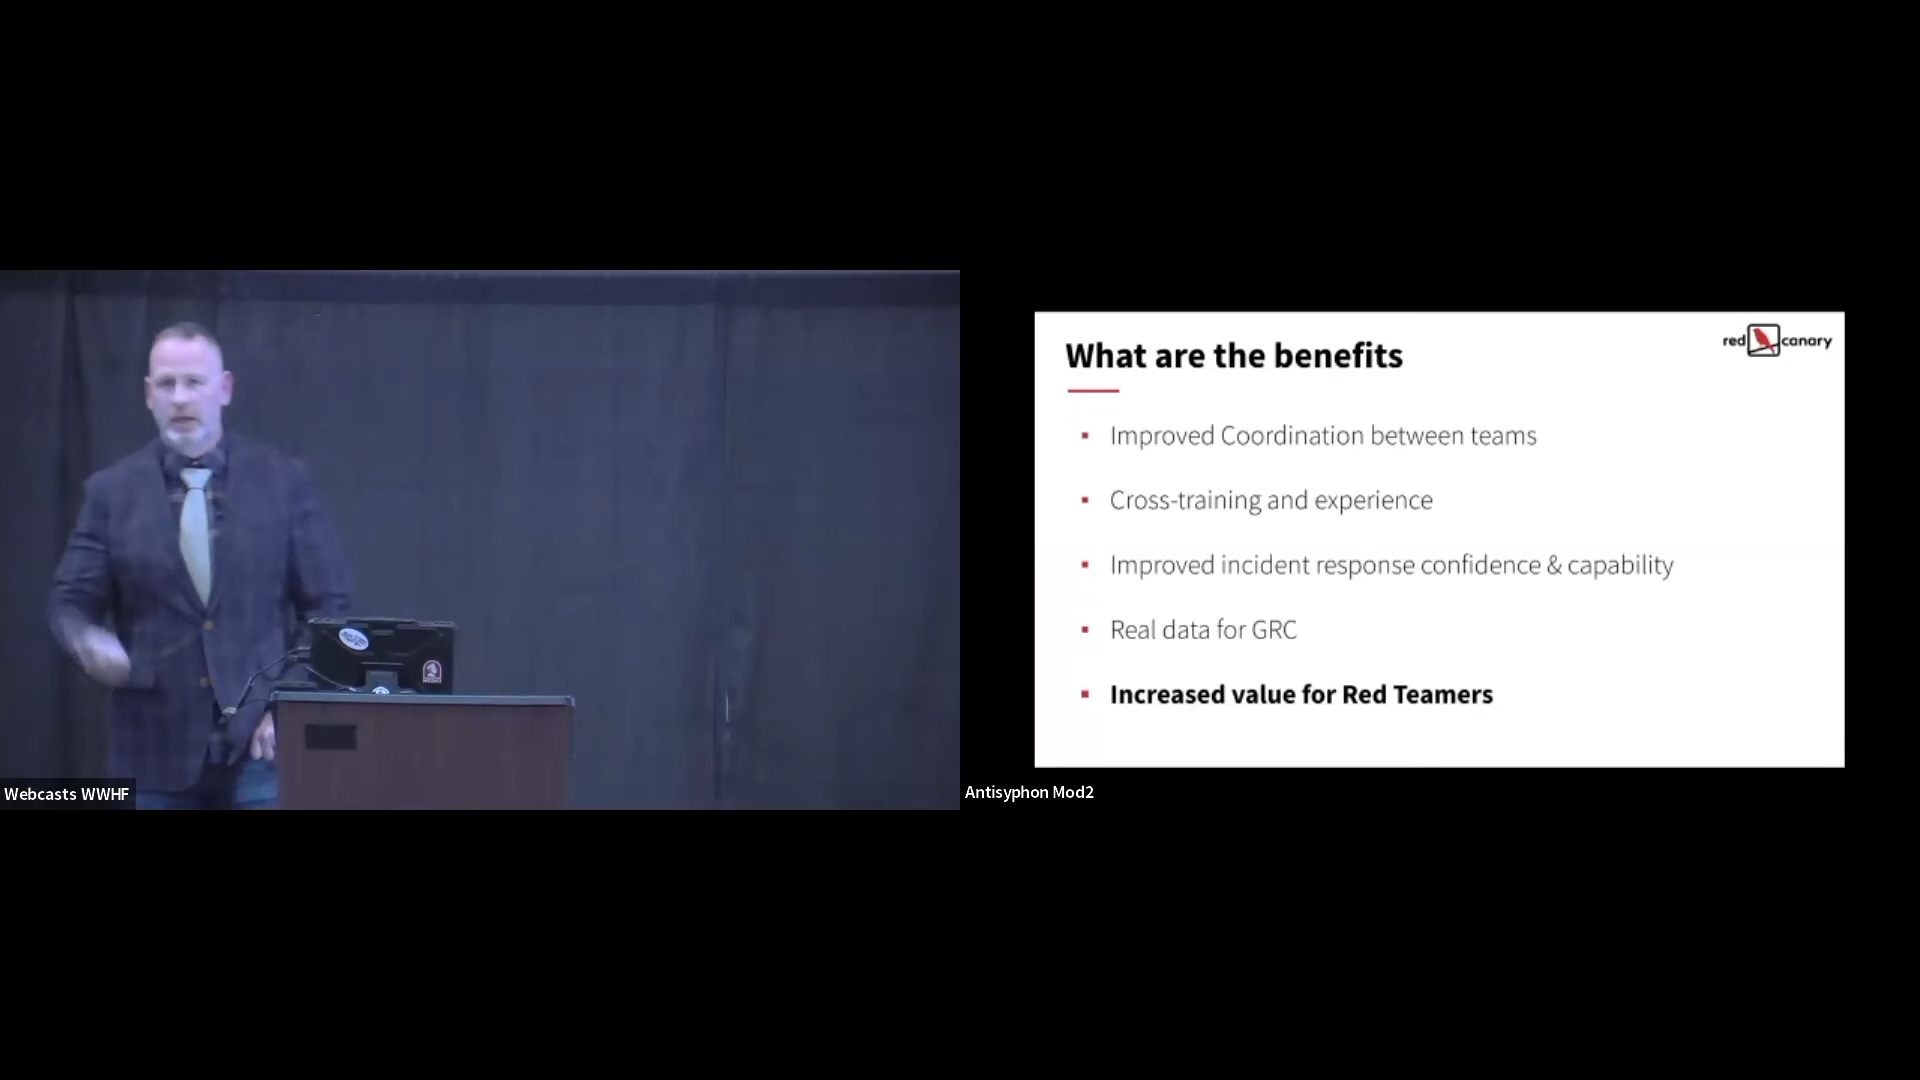 What are the benefits
red canary
Improved Coordination between teams
Cross-training and experience
Improved incident response confidence & capability
Real data for GRC
Increased value for Red Teamers
Webcasts WWHF
Antisyphon Mod2